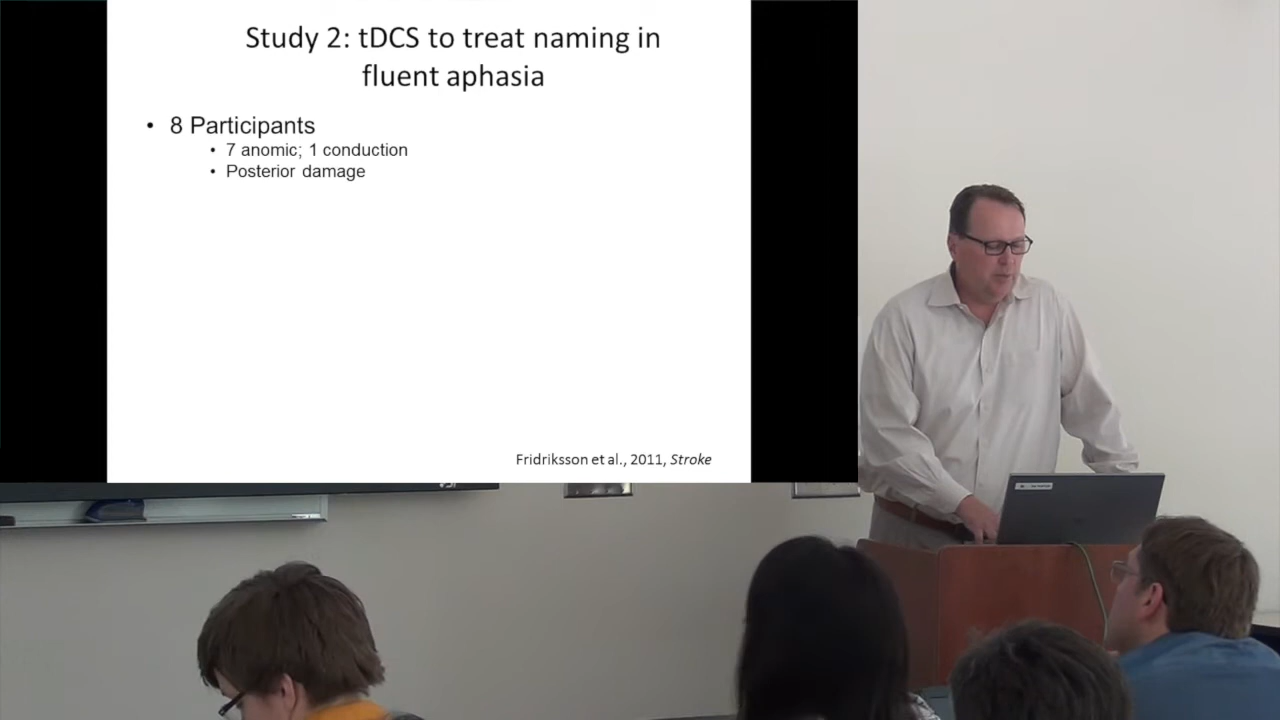 Study 2: tDCS to treat naming in
fluent aphasia
• 8 Participants
• 7 anomic; 1 conduction
• Posterior damage
Fridriksson et al., 2011, Stroke